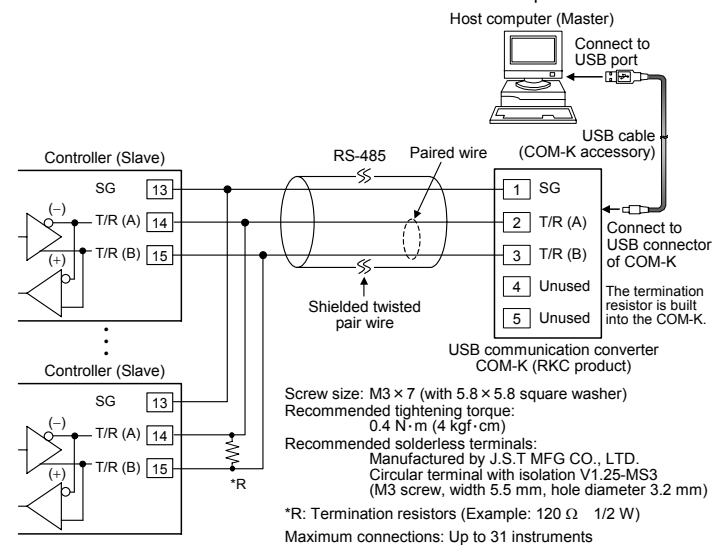 Host computer (Master)
Connect to
USB port
USB cable
(COM-K accessory)
Controller (Slave)
RS-485
Paired wire
SG 13
1 SG
(−)
T/R (A) 14
2 T/R (A)
Connect to
USB connector
of COM-K
(+)
T/R (B) 15
3 T/R (B)
4 Unused
5 Unused
The termination
resistor is built
into the COM-K.
Shielded twisted
pair wire
USB communication converter
COM-K (RKC product)
Controller (Slave)
SG 13
(−)
T/R (A) 14
(+)
T/R (B) 15
*R
Screw size: M3 × 7 (with 5.8 × 5.8 square washer)
Recommended tightening torque:
0.4 N·m (4 kgf·cm)
Recommended solderless terminals:
Manufactured by J.S.T MFG CO., LTD.
Circular terminal with isolation V1.25-MS3
(M3 screw, width 5.5 mm, hole diameter 3.2 mm)
*R: Termination resistors (Example: 120 Ω 1/2 W)
Maximum connections: Up to 31 instruments